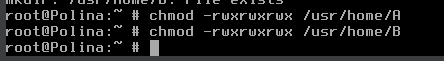 mkdir: /usr/home/B: File exists
root@Polina:~ # chmod -rwxrwxrwx /usr/home/A
root@Polina:~ # chmod -rwxrwxrwx /usr/home/B
root@Polina:~ #